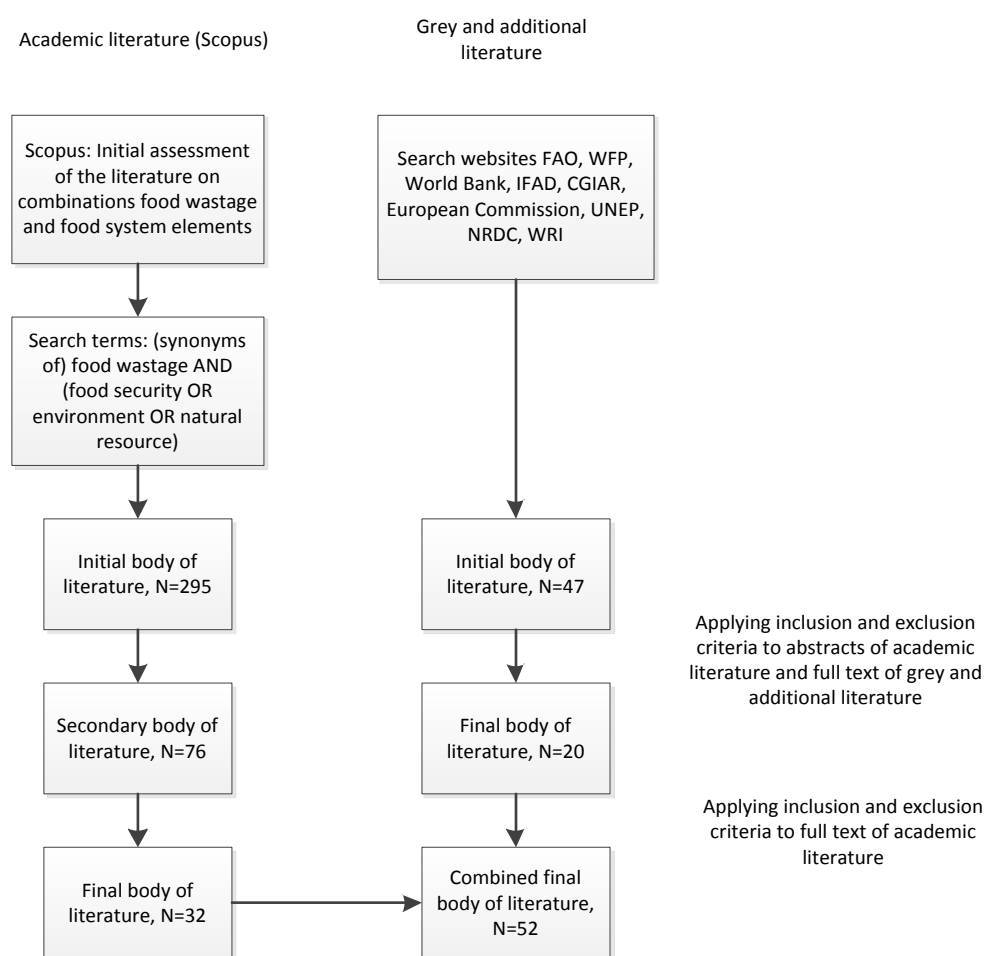 Academic literature (Scopus)
Grey and additional
literature
Scopus: Initial assessment
of the literature on
combinations food wastage
and food system elements
Search websites FAO, WFP,
World Bank, IFAD, CGIAR,
European Commission, UNEP,
NRDC, WRI
Search terms: (synonyms
of) food wastage AND
(food security OR
environment OR natural
resource)
Initial body of
literature, N=295
Initial body of
literature, N=47
Applying inclusion and exclusion
criteria to abstracts of academic
literature and full text of grey and
additional literature
Secondary body of
literature, N=76
Final body of
literature, N=20
Applying inclusion and exclusion
criteria to full text of academic
literature
Final body of
literature, N=32
Combined final
body of literature,
N=52